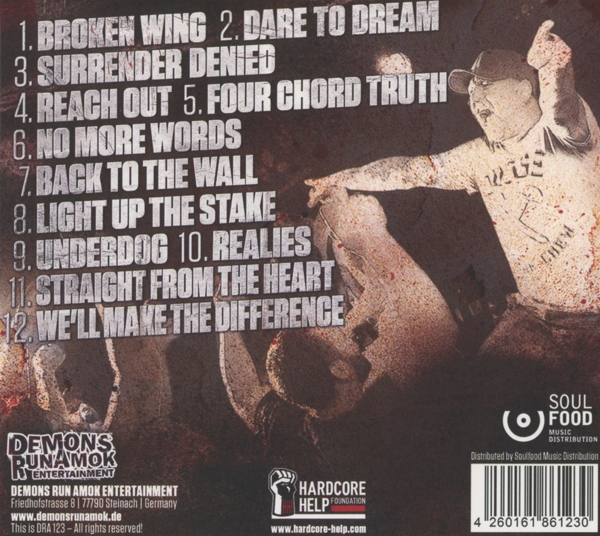 1. BROKEN WING 2. DARE TO DREAM
3. SURRENDER DENIED
4. REACH OUT 5. FOUR CHORD TRUTH
6. NO MORE WORDS
7. BACK TO THE WALL
8. LIGHT UP THE STAKE
9. UNDERDOG 10. REALIES
11. STRAIGHT FROM THE HEART
12. WE'LL MAKE THE DIFFERENCE
DEMONS
RUNAMOK
ENTERTAINMENT
DEMONS RUN AMOK ENTERTAINMENT
Friedhofstrasse 8 | 77790 Steinach | Germany
www.demonsrunamok.de
This is DRA123 – All rights reserved!
HARDCORE
HELP FOUNDATION
www.hardcore-help.com
SOUL
FOOD
MUSIC
DISTRIBUTION
Distributed by Soulfood Music Distribution
4 260161 861230